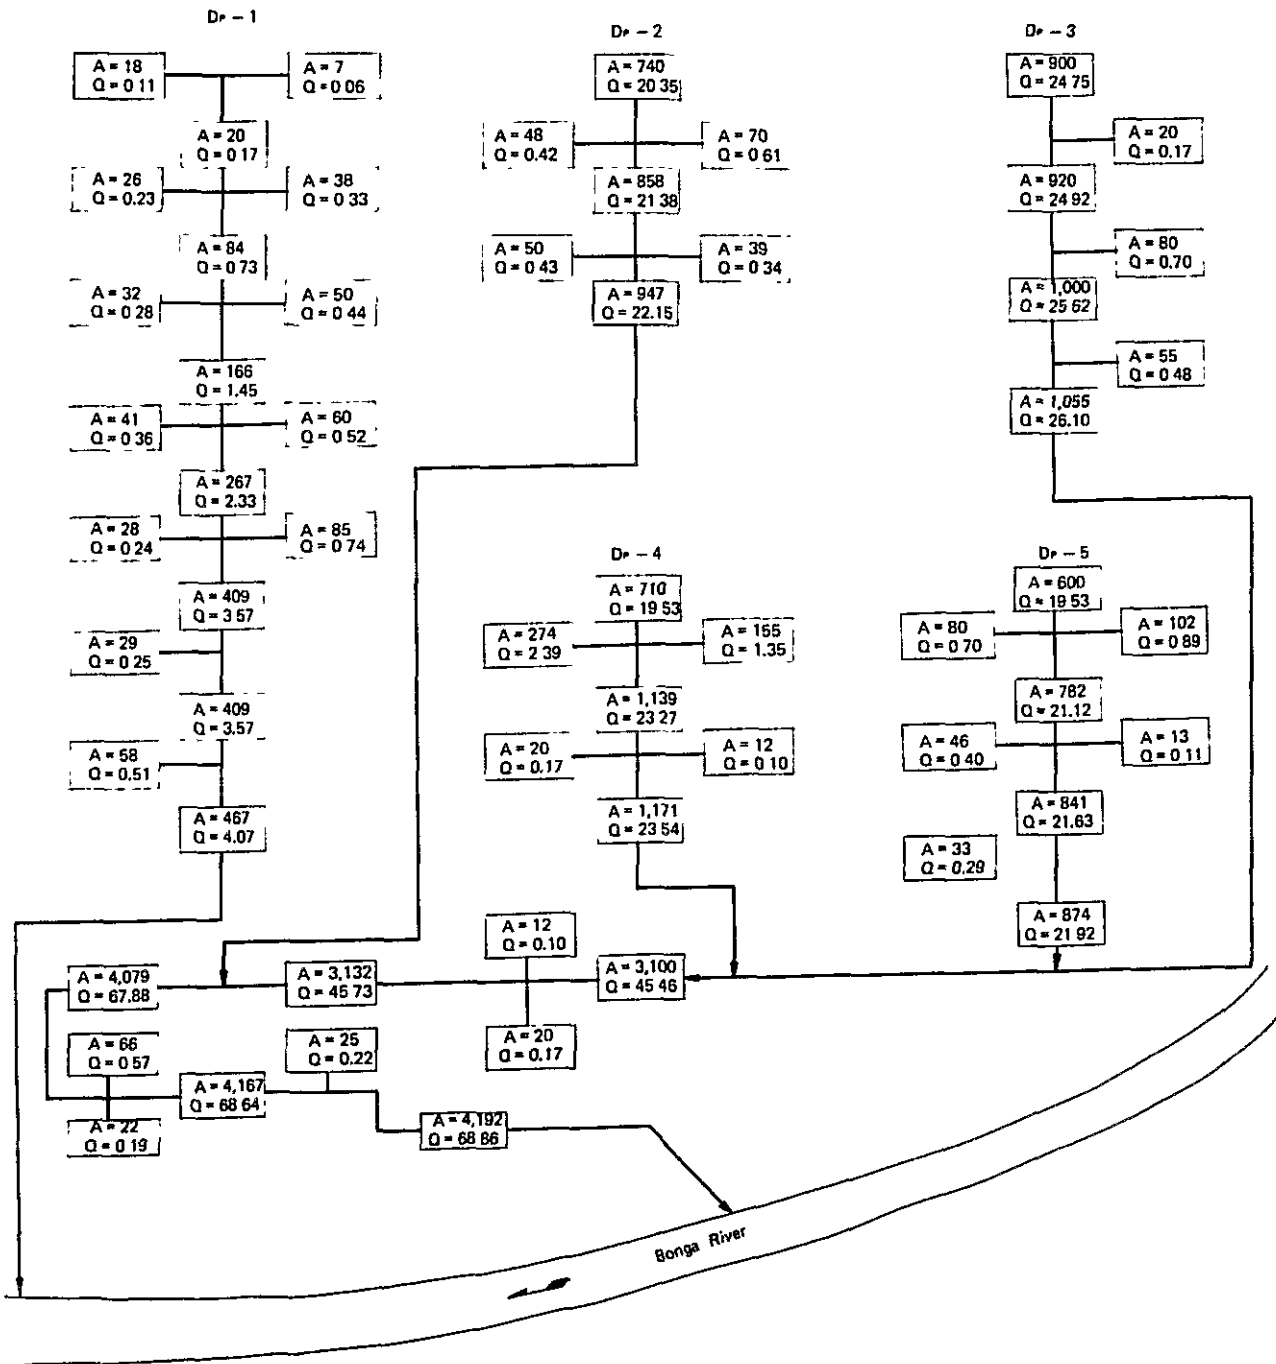 DP – 1
A = 18
Q = 0 11
A = 7
Q = 0 06
A = 20
Q = 0 17
A = 26
Q = 0.23
A = 38
Q = 0 33
A = 84
Q = 0 73
A = 32
Q = 0 28
A = 50
Q = 0 44
A = 166
Q = 1.45
A = 41
Q = 0 36
A = 60
Q = 0 52
A = 267
Q = 2.33
A = 28
Q = 0 24
A = 85
Q = 0 74
A = 409
Q = 3 57
A = 29
Q = 0 25
A = 409
Q = 3.57
A = 58
Q = 0.51
A = 467
Q = 4.07
DP – 2
A = 740
Q = 20 35
A = 48
Q = 0.42
A = 70
Q = 0 61
A = 858
Q = 21 38
A = 50
Q = 0 43
A = 39
Q = 0 34
A = 947
Q = 22.15
DP – 3
A = 900
Q = 24 75
A = 20
Q = 0.17
A = 920
Q = 24 92
A = 80
Q = 0.70
A = 1,000
Q = 25 62
A = 55
Q = 0 48
A = 1,055
Q = 26.10
DP – 4
A = 710
Q = 19 53
A = 274
Q = 2 39
A = 155
Q = 1.35
A = 1,139
Q = 23 27
A = 20
Q = 0.17
A = 12
Q = 0 10
A = 1,171
Q = 23 54
DP – 5
A = 600
Q = 19 53
A = 80
Q = 0 70
A = 102
Q = 0 89
A = 782
Q = 21.12
A = 46
Q = 0 40
A = 13
Q = 0 11
A = 841
Q = 21.63
A = 33
Q = 0.29
A = 874
Q = 21 92
A = 12
Q = 0.10
A = 4,079
Q = 67.88
A = 3,132
Q = 45 73
A = 3,100
Q = 45 46
A = 66
Q = 0 57
A = 25
Q = 0.22
A = 20
Q = 0.17
A = 4,167
Q = 68 64
A = 22
Q = 0 19
A = 4,192
Q = 68 86
Bonga River